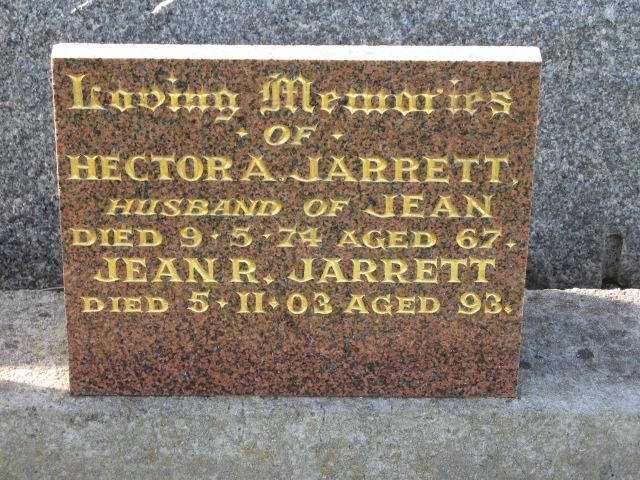 Loving Memories
· OF ·
HECTOR A. JARRETT,
HUSBAND OF JEAN
DIED 9·5·74 AGED 67.
JEAN R. JARRETT
DIED 5·11·03 AGED 93.